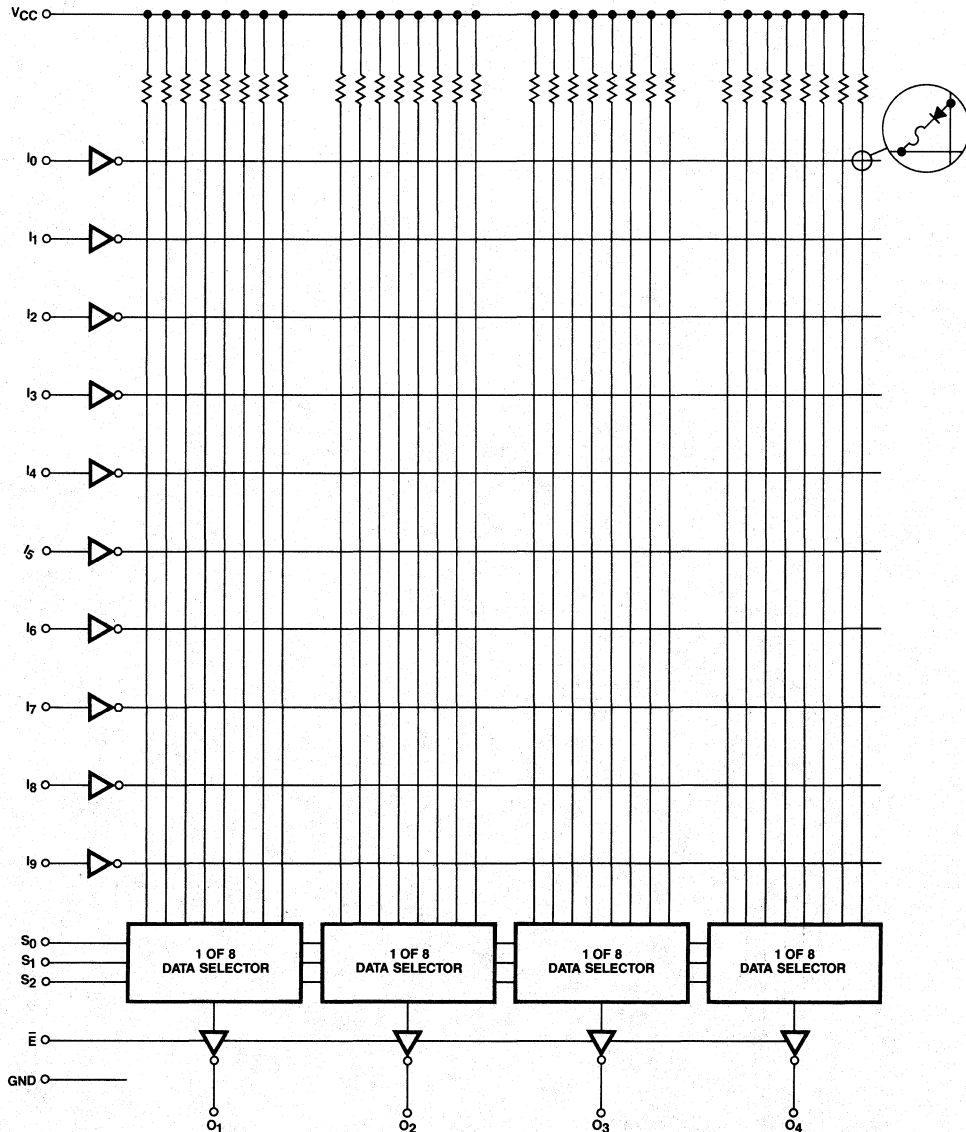 VCC
I0
I1
I2
I3
I4
I5
I6
I7
I8
I9
S0
S1
S2
1 OF 8
DATA SELECTOR
1 OF 8
DATA SELECTOR
1 OF 8
DATA SELECTOR
1 OF 8
DATA SELECTOR
E̅
GND
O1
O2
O3
O4